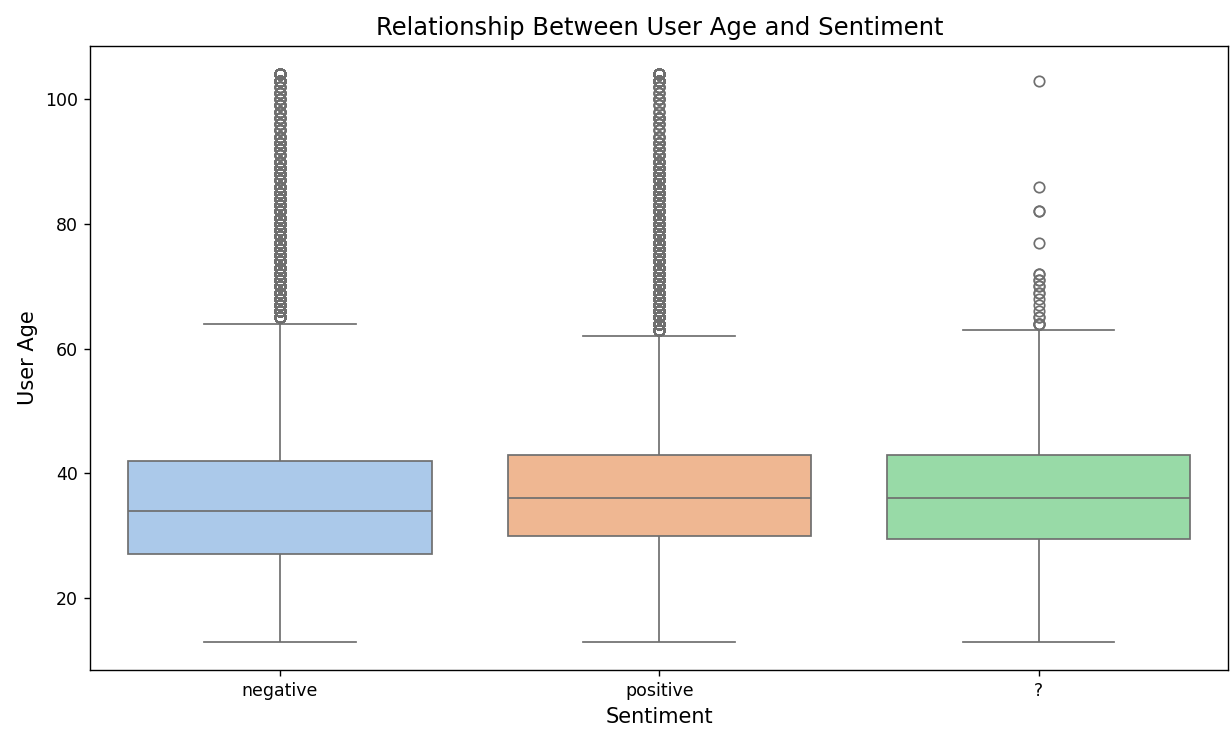 Relationship Between User Age and Sentiment
100
80
60
40
20
User Age
negative positive ?
Sentiment